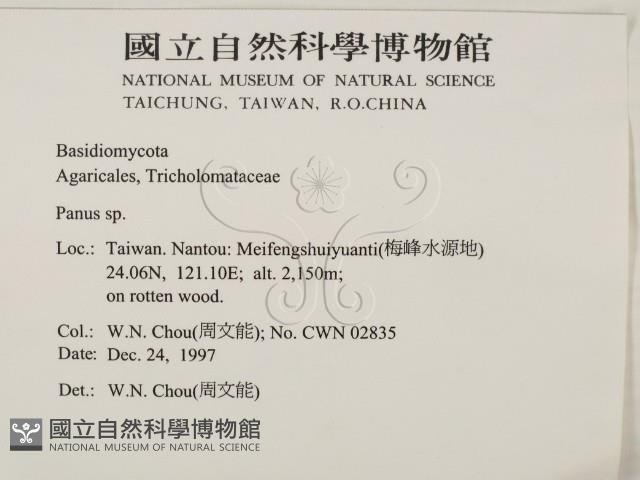 國立自然科學博物館
NATIONAL MUSEUM OF NATURAL SCIENCE
TAICHUNG, TAIWAN, R.O.CHINA
Basidiomycota
Agaricales, Tricholomataceae
Panus sp.
Loc.: Taiwan. Nantou: Meifengshuiyuanti(梅峰水源地)
24.06N, 121.10E; alt. 2,150m;
on rotten wood.
Col.: W.N. Chou(周文能); No. CWN 02835
Date: Dec. 24, 1997
Det.: W.N. Chou(周文能)
國立自然科學博物館
NATIONAL MUSEUM OF NATURAL SCIENCE